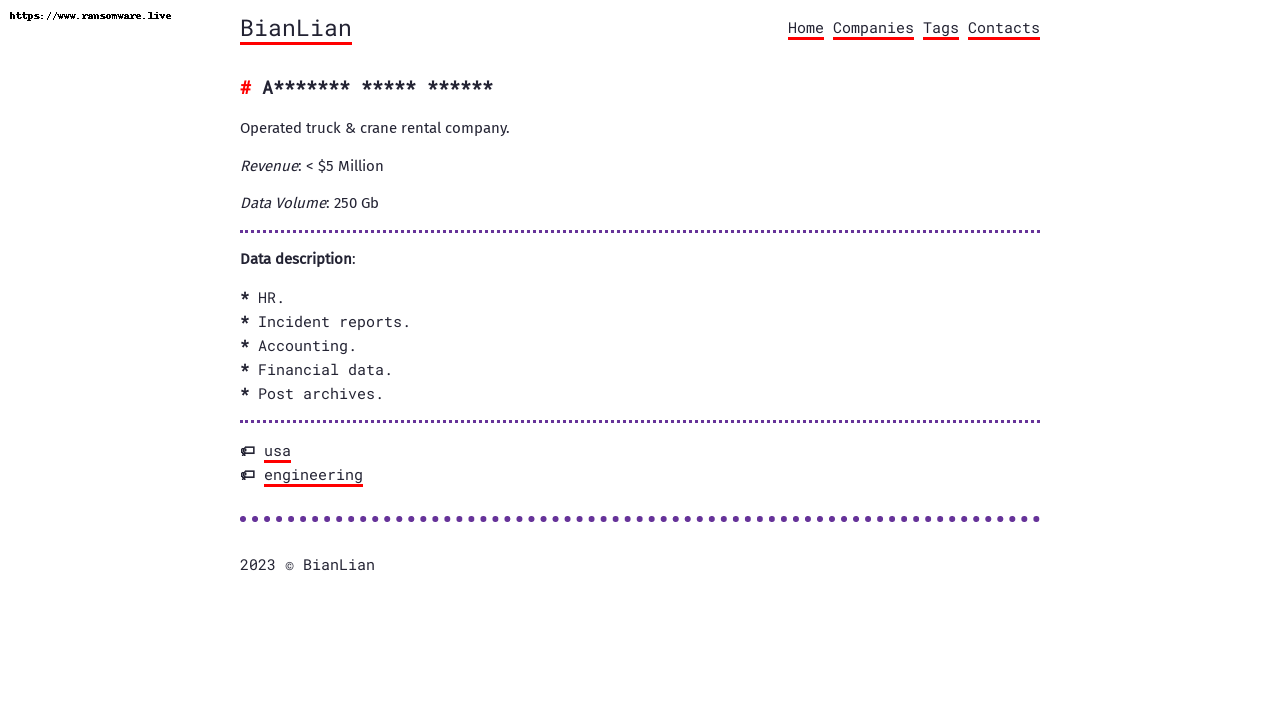 https://www.ransomware.live
BianLian
Home Companies Tags Contacts
# A******* ***** ******
Operated truck & crane rental company.
Revenue: < $5 Million
Data Volume: 250 Gb
Data description:
* HR.
* Incident reports.
* Accounting.
* Financial data.
* Post archives.
usa
engineering
2023 © BianLian